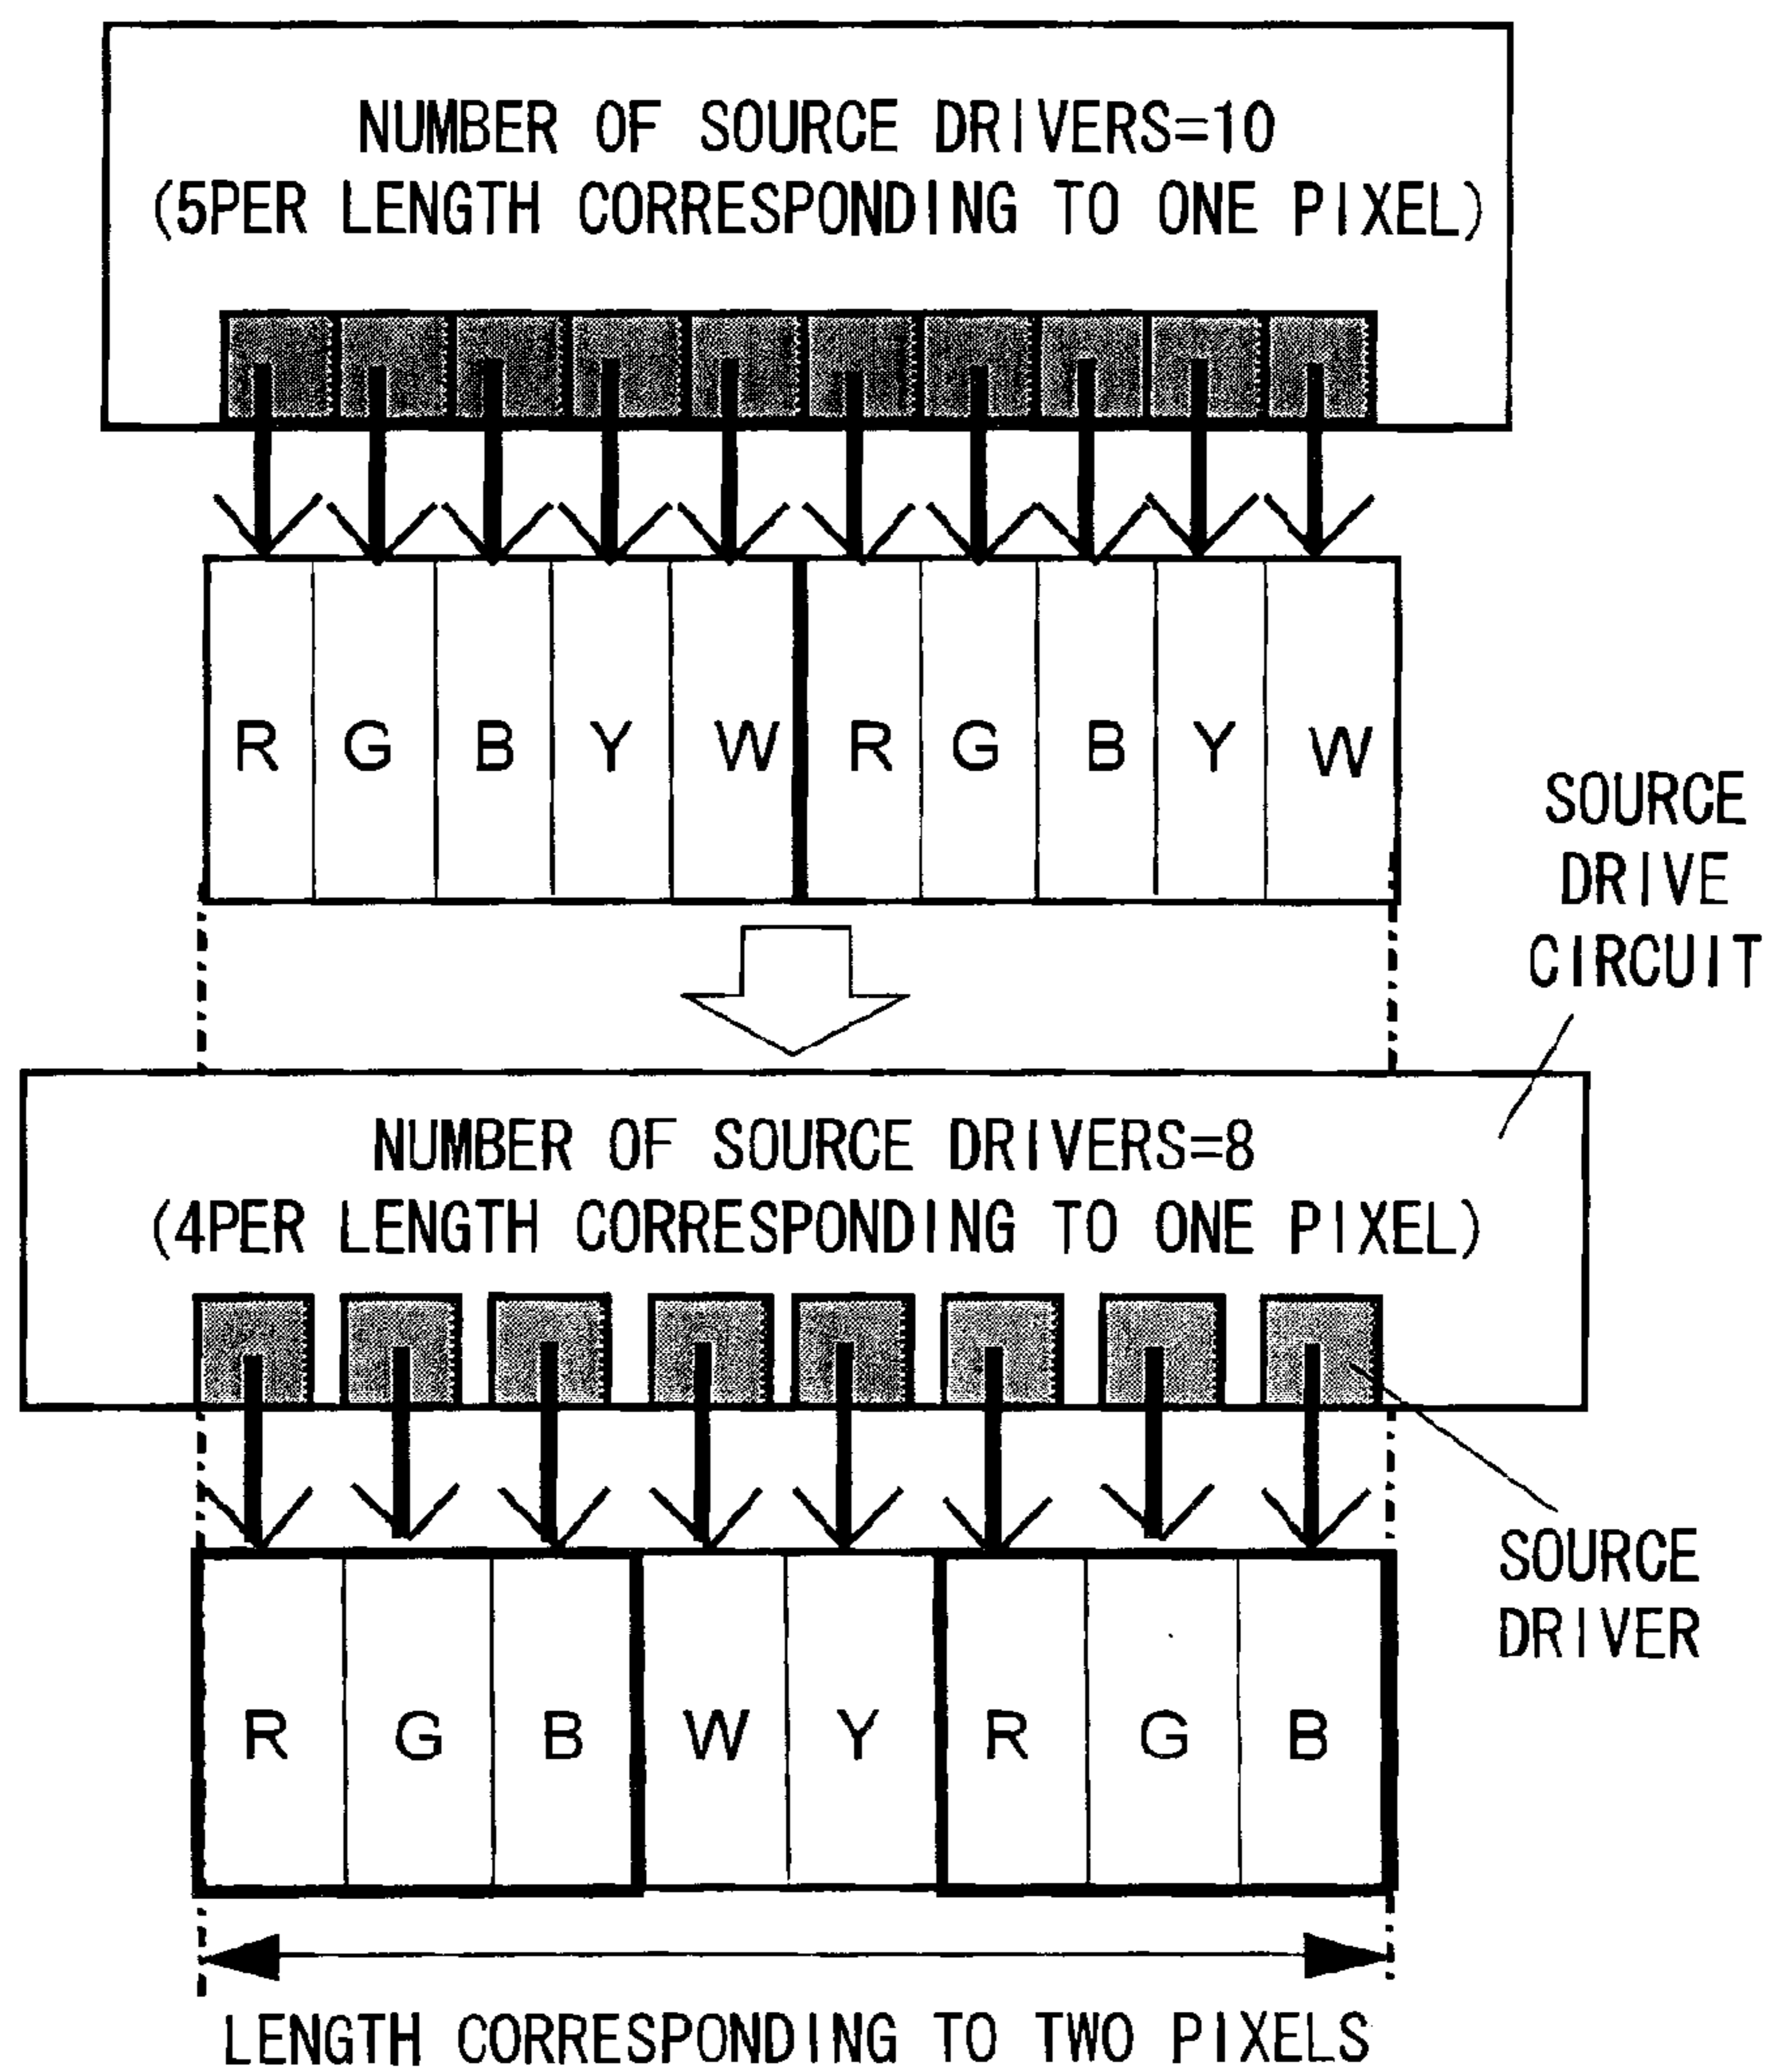 NUMBER OF SOURCE DRIVERS=10
(5PER LENGTH CORRESPONDING TO ONE PIXEL)
R G B Y W R G B Y W
SOURCE
DRIVE
CIRCUIT
NUMBER OF SOURCE DRIVERS=8
(4PER LENGTH CORRESPONDING TO ONE PIXEL)
SOURCE
DRIVER
R G B W Y R G B
LENGTH CORRESPONDING TO TWO PIXELS